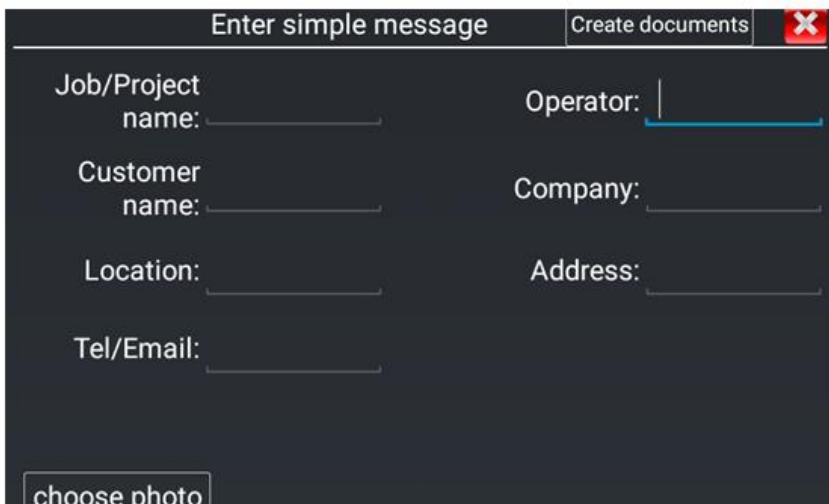 Enter simple message
Create documents
Job/Project
name:
Operator:
Customer
name:
Company:
Location:
Address:
Tel/Email:
choose photo